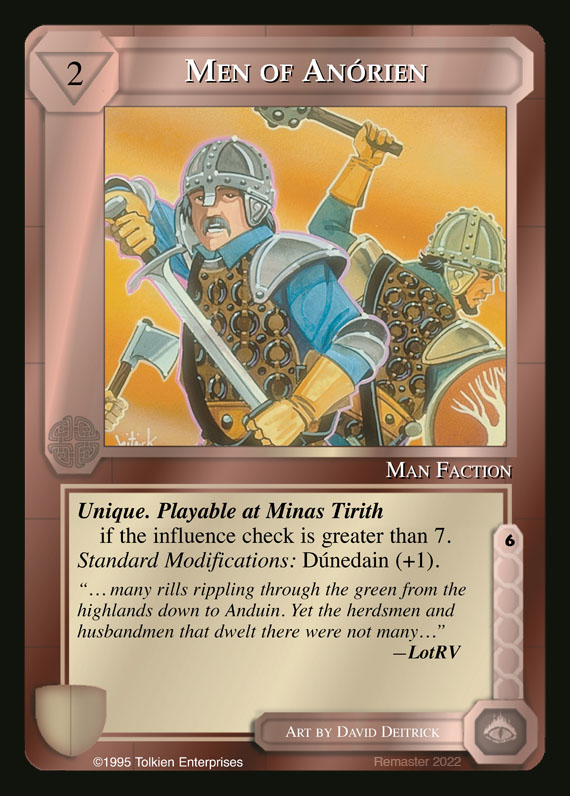 2
MEN OF ANÓRIEN
MAN FACTION
Unique. Playable at Minas Tirith
if the influence check is greater than 7.
Standard Modifications: Dúnedain (+1).
“… many rills rippling through the green from the
highlands down to Anduin. Yet the herdsmen and
husbandmen that dwelt there were not many…”
—LotRV
6
ART BY DAVID DEITRICK
©1995 Tolkien Enterprises
Remaster 2022